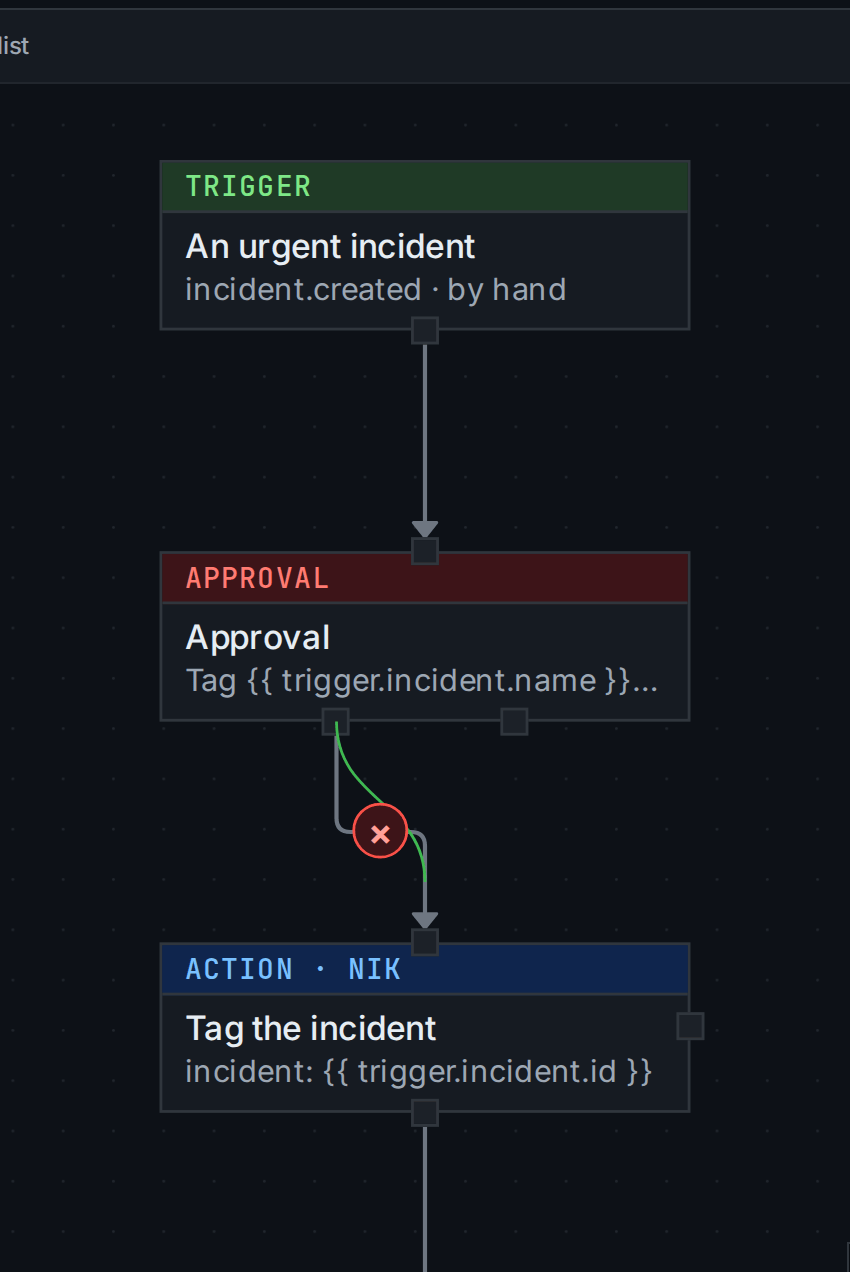 list
TRIGGER
An urgent incident
incident.created · by hand
APPROVAL
Approval
Tag {{ trigger.incident.name }}...
ACTION · NIK
Tag the incident
incident: {{ trigger.incident.id }}